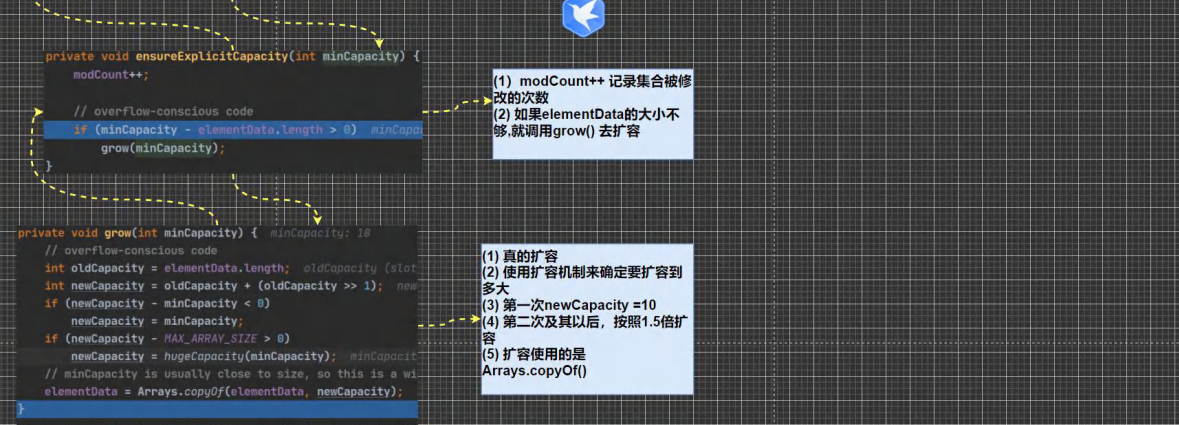 private void ensureExplicitCapacity(int minCapacity) {
modCount++;
// overflow-conscious code
if (minCapacity - elementData.length > 0)
grow(minCapacity);
}
(1) modCount++ 记录集合被修
改的次数
(2) 如果elementData的大小不
够,就调用grow() 去扩容
private void grow(int minCapacity) { minCapacity: 10
// overflow-conscious code
int oldCapacity = elementData.length; oldCapacity (slot
int newCapacity = oldCapacity + (oldCapacity >> 1); new
if (newCapacity - minCapacity < 0)
newCapacity = minCapacity;
if (newCapacity - MAX_ARRAY_SIZE > 0)
newCapacity = hugeCapacity(minCapacity); minCapacit
// minCapacity is usually close to size, so this is a wi
elementData = Arrays.copyOf(elementData, newCapacity);
}
(1) 真的扩容
(2) 使用扩容机制来确定要扩容到
多大
(3) 第一次newCapacity =10
(4) 第二次及其以后，按照1.5倍扩
容
(5) 扩容使用的是
Arrays.copyOf()